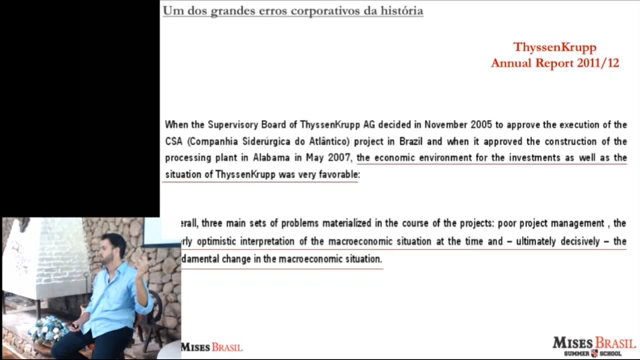 Um dos grandes erros corporativos da história
ThyssenKrupp
Annual Report 2011/12
When the Supervisory Board of ThyssenKrupp AG decided in November 2005 to approve the execution of the
CSA (Companhia Siderúrgica do Atlântico) project in Brazil and when it approved the construction of the
processing plant in Alabama in May 2007, the economic environment for the investments as well as the
situation of ThyssenKrupp was very favorable:
erall, three main sets of problems materialized in the course of the projects: poor project management , the
rly optimistic interpretation of the macroeconomic situation at the time and – ultimately decisively – the
damental change in the macroeconomic situation.
MISES BRASIL
MISES BRASIL
SUMMER SCHOOL